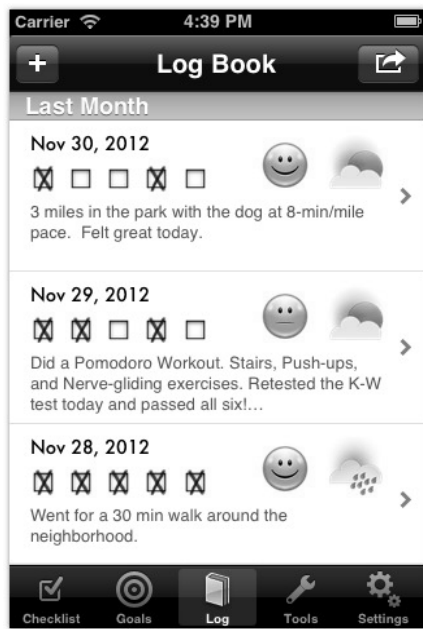 Carrier 4:39 PM
Log Book
Last Month
Nov 30, 2012
3 miles in the park with the dog at 8-min/mile
pace. Felt great today.
Nov 29, 2012
Did a Pomodoro Workout. Stairs, Push-ups,
and Nerve-gliding exercises. Retested the K-W
test today and passed all six!...
Nov 28, 2012
Went for a 30 min walk around the
neighborhood.
Checklist Goals Log Tools Settings